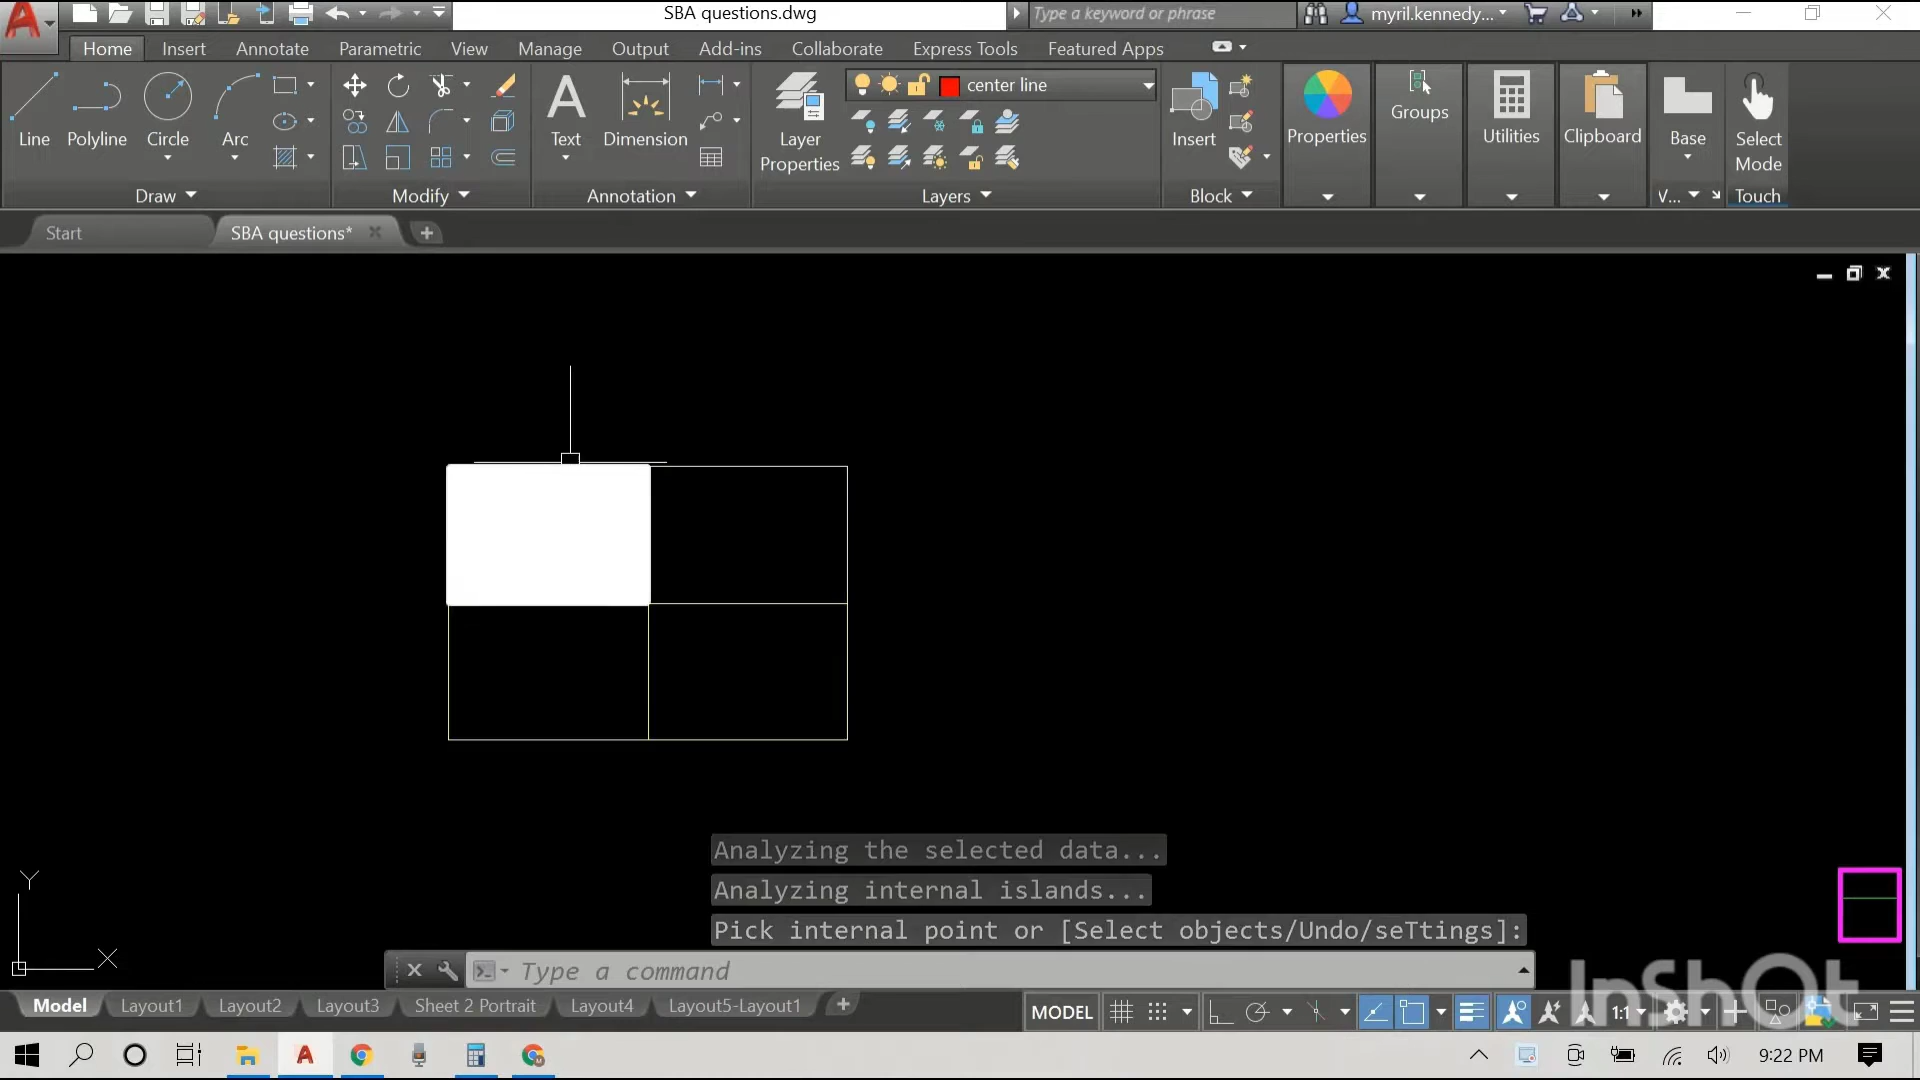 SBA questions.dwg
Type a keyword or phrase
myril.kennedy...
Home Insert Annotate Parametric View Manage Output Add-ins Collaborate Express Tools Featured Apps
center line
Line Polyline Circle Arc
Text Dimension
Layer Properties
Insert
Properties
Groups
Utilities
Clipboard
Base
Select Mode
Draw Modify Annotation Layers Block V... Touch
Start SBA questions*
Analyzing the selected data...
Analyzing internal islands...
Pick internal point or [Select objects/Undo/seTtings]:
Type a command
Y
X
Model Layout1 Layout2 Layout3 Sheet 2 Portrait Layout4 Layout5-Layout1
MODEL 1:1
InShOt
9:22 PM